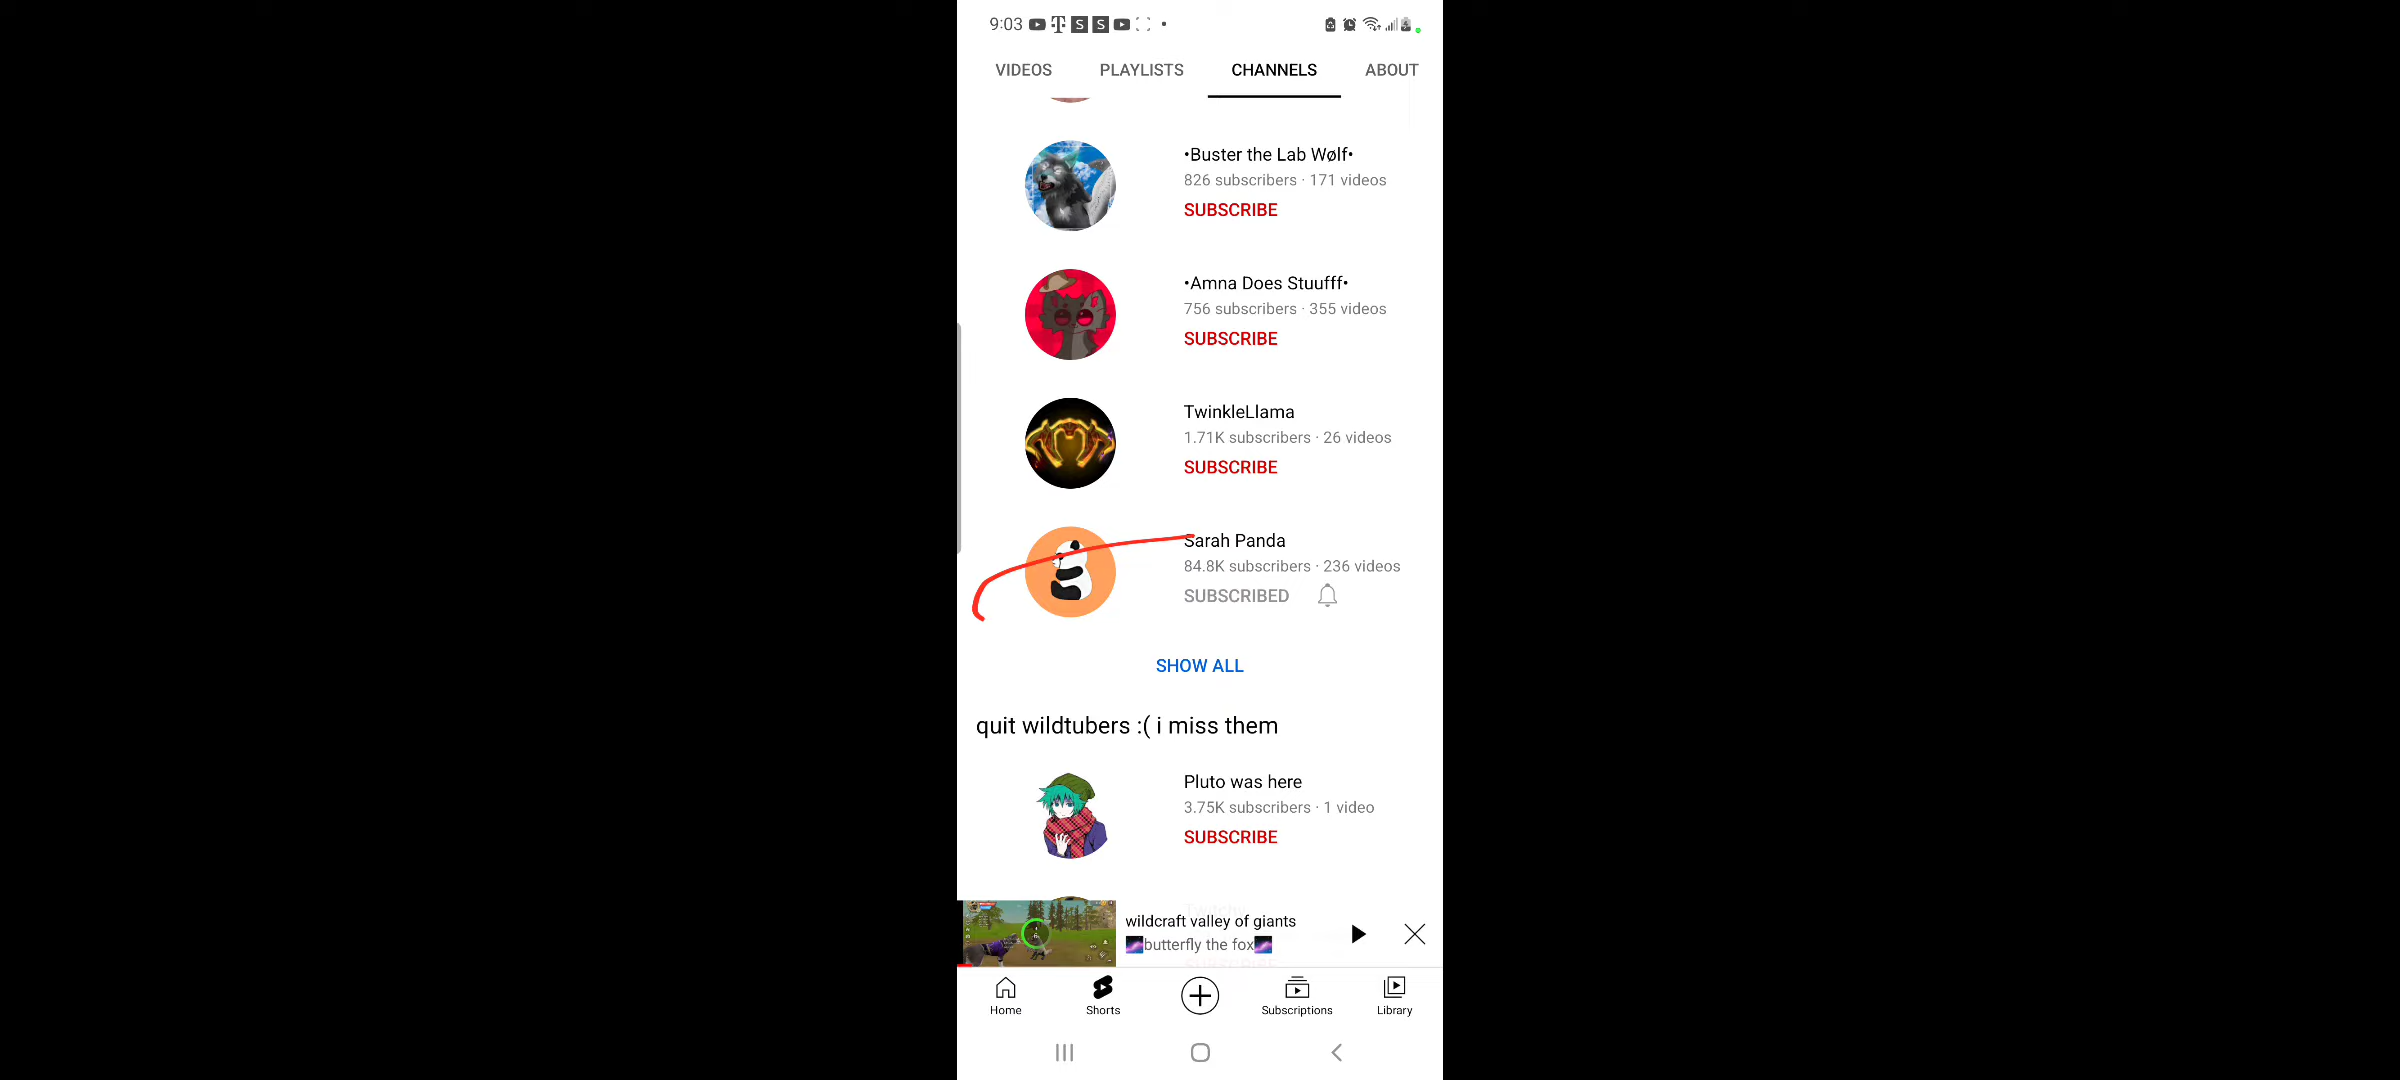 9:03
VIDEOS PLAYLISTS CHANNELS ABOUT
•Buster the Lab Wølf•
826 subscribers · 171 videos
SUBSCRIBE
•Amna Does Stuufff•
756 subscribers · 355 videos
SUBSCRIBE
TwinkleLlama
1.71K subscribers · 26 videos
SUBSCRIBE
Sarah Panda
84.8K subscribers · 236 videos
SUBSCRIBED
SHOW ALL
quit wildtubers :( i miss them
Pluto was here
3.75K subscribers · 1 video
SUBSCRIBE
wildcraft valley of giants
🌌butterfly the fox🌌
Home Shorts Subscriptions Library